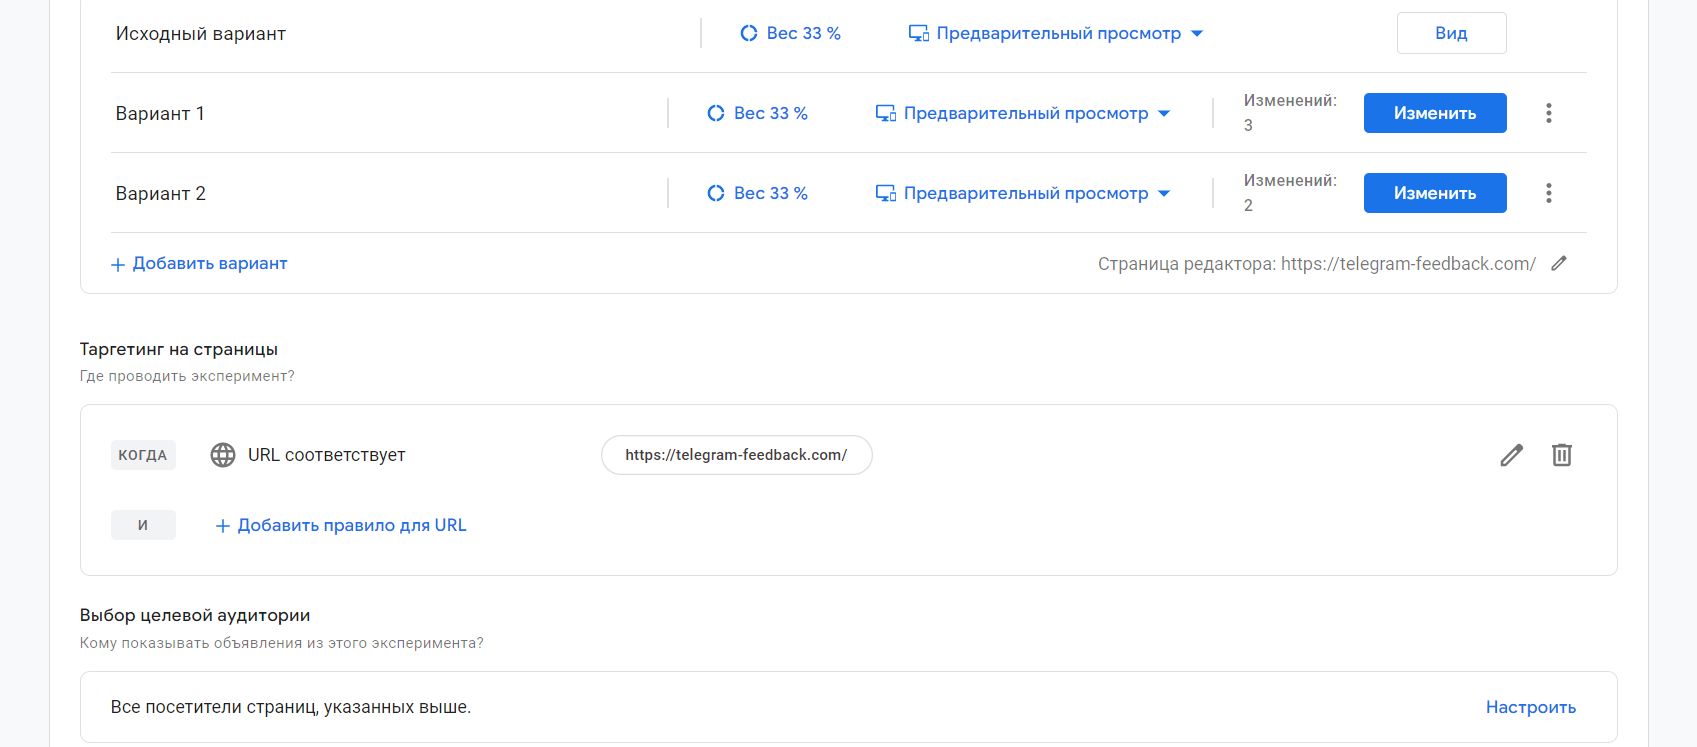 Исходный вариант Вес 33 % Предварительный просмотр Вид
Вариант 1 Вес 33 % Предварительный просмотр Изменений: 3 Изменить
Вариант 2 Вес 33 % Предварительный просмотр Изменений: 2 Изменить
+ Добавить вариант Страница редактора: https://telegram-feedback.com/
Таргетинг на страницы
Где проводить эксперимент?
КОГДА URL соответствует https://telegram-feedback.com/
И + Добавить правило для URL
Выбор целевой аудитории
Кому показывать объявления из этого эксперимента?
Все посетители страниц, указанных выше. Настроить